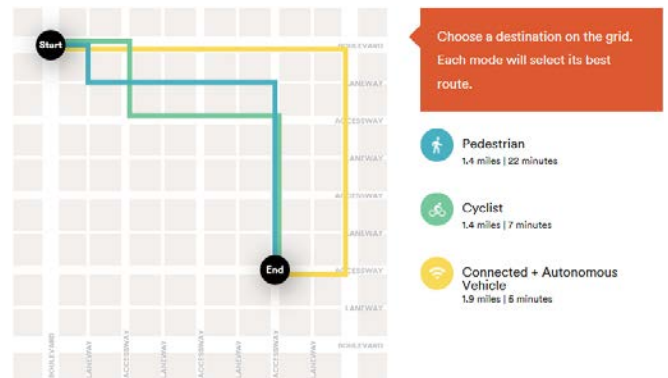 Start
BOULEVARD
LANEWAY
ACCESSWAY
LANEWAY
ACCESSWAY
LANEWAY
End
ACCESSWAY
LANEWAY
BOULEVARD
BOULEVARD
LANEWAY
ACCESSWAY
LANEWAY
ACCESSWAY
LANEWAY
ACCESSWAY
LANEWAY
Choose a destination on the grid.
Each mode will select its best
route.
Pedestrian
1.4 miles | 22 minutes
Cyclist
1.4 miles | 7 minutes
Connected + Autonomous
Vehicle
1.9 miles | 5 minutes